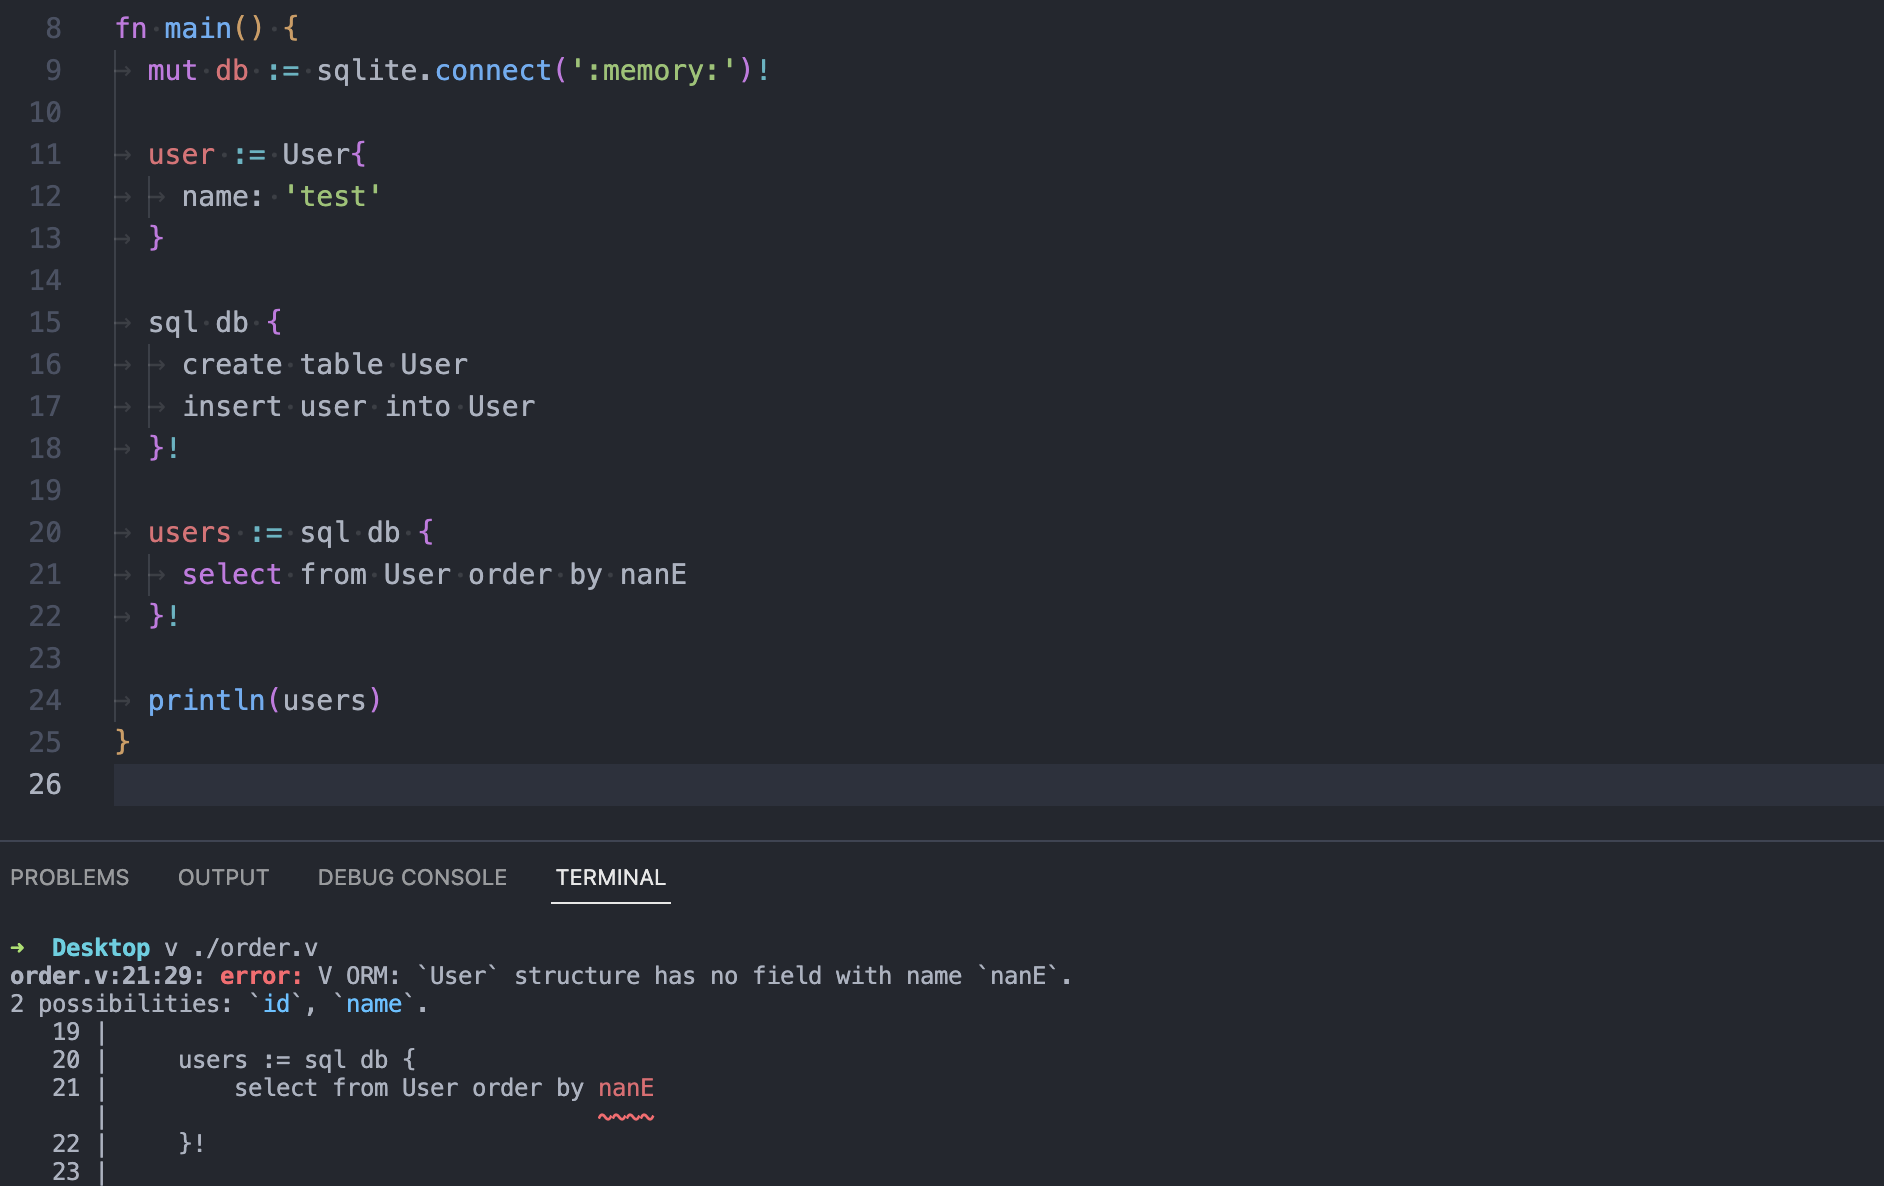 8 fn main() {
9 mut db := sqlite.connect(':memory:')!
10
11 user := User{
12 name: 'test'
13 }
14
15 sql db {
16 create table User
17 insert user into User
18 }!
19
20 users := sql db {
21 select from User order by nanE
22 }!
23
24 println(users)
25 }
26
PROBLEMS OUTPUT DEBUG CONSOLE TERMINAL
➜ Desktop v ./order.v
order.v:21:29: error: V ORM: `User` structure has no field with name `nanE`.
2 possibilities: `id`, `name`.
19 |
20 | users := sql db {
21 | select from User order by nanE
| ~~~~
22 | }!
23 |